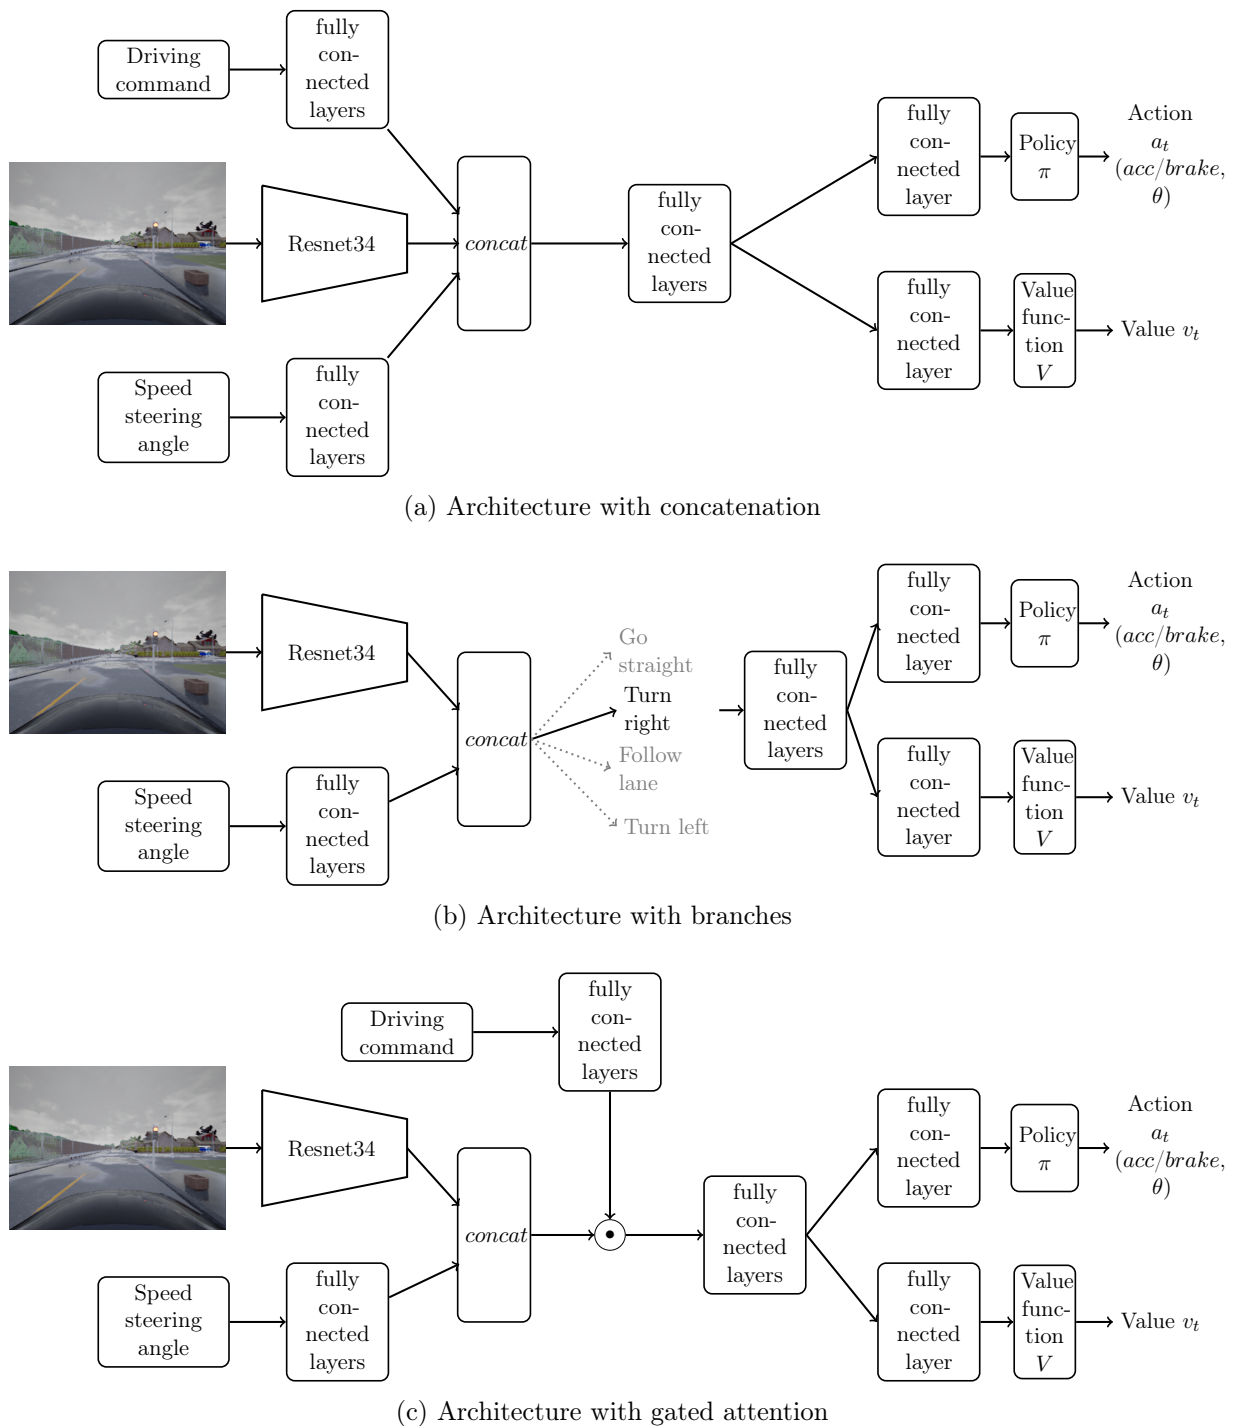 Driving
command
fully
con-
nected
layers
Resnet34
Speed
steering
angle
fully
con-
nected
layers
concat
fully
con-
nected
layers
fully
con-
nected
layer
Policy
π
Action
a_t
(acc/brake,
θ)
fully
con-
nected
layer
Value
func-
tion
V
Value v_t
(a) Architecture with concatenation
Resnet34
Speed
steering
angle
fully
con-
nected
layers
concat
Go
straight
Turn
right
Follow
lane
Turn left
fully
con-
nected
layers
fully
con-
nected
layer
Policy
π
Action
a_t
(acc/brake,
θ)
fully
con-
nected
layer
Value
func-
tion
V
Value v_t
(b) Architecture with branches
Driving
command
fully
con-
nected
layers
Resnet34
Speed
steering
angle
fully
con-
nected
layers
concat
fully
con-
nected
layers
fully
con-
nected
layer
Policy
π
Action
a_t
(acc/brake,
θ)
fully
con-
nected
layer
Value
func-
tion
V
Value v_t
(c) Architecture with gated attention